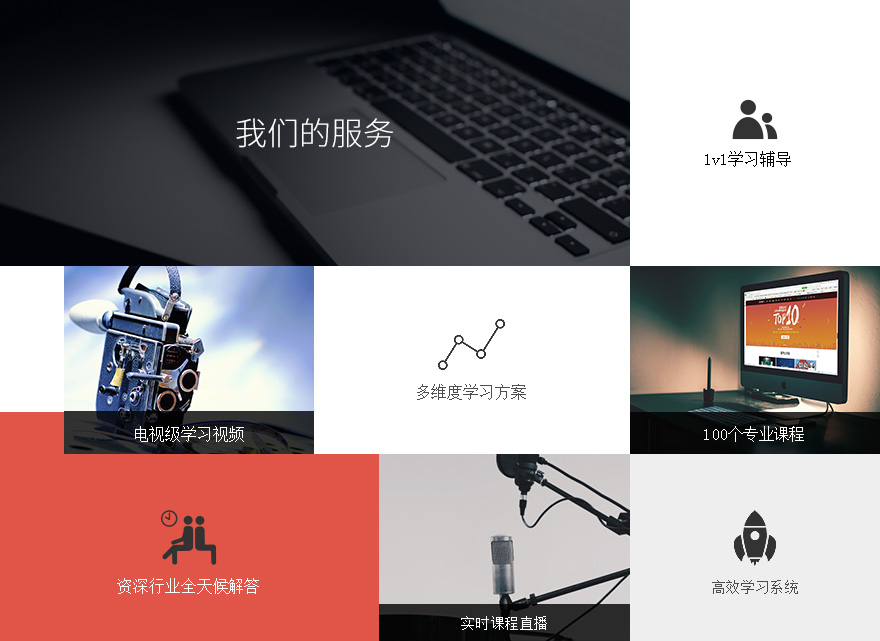 我们的服务
1v1学习辅导
电视级学习视频
多维度学习方案
TOP10
100个专业课程
资深行业全天候解答
实时课程直播
高效学习系统